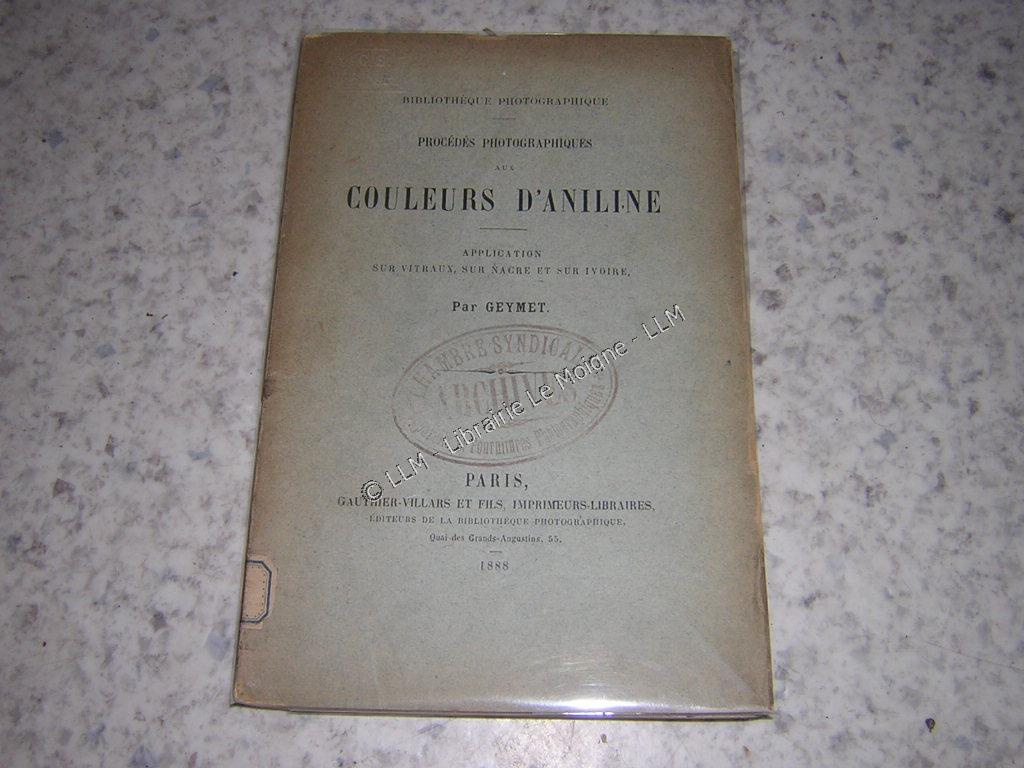 BIBLIOTHÈQUE PHOTOGRAPHIQUE
PROCÉDÉS PHOTOGRAPHIQUES
AUX
COULEURS D'ANILINE
APPLICATION
SUR VITRAUX, SUR NACRE ET SUR IVOIRE,
Par GEYMET.
CHAMBRE SYNDICALE
ARCHIVES
Fournitures Photographiques
© LLM - Librairie Le Moigne - LLM
PARIS,
GAUTHIER-VILLARS ET FILS, IMPRIMEURS-LIBRAIRES,
ÉDITEURS DE LA BIBLIOTHÈQUE PHOTOGRAPHIQUE,
Quai des Grands-Augustins, 55.
1888